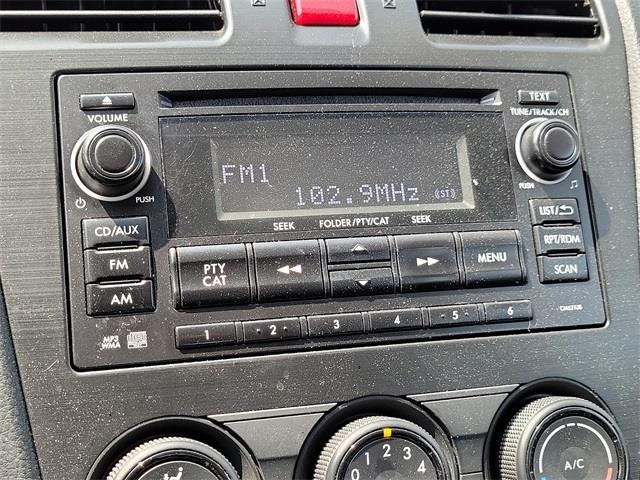 VOLUME
TEXT
TUNE/TRACK/CH
FM1
102.9MHz ((ST))
PUSH
PUSH
SEEK FOLDER/PTY/CAT SEEK
CD/AUX
FM
AM
PTY
CAT
MENU
LIST/
RPT/RDM
SCAN
MP3
WMA
1 2 3 4 5 6
0 1 2 3 4
A/C